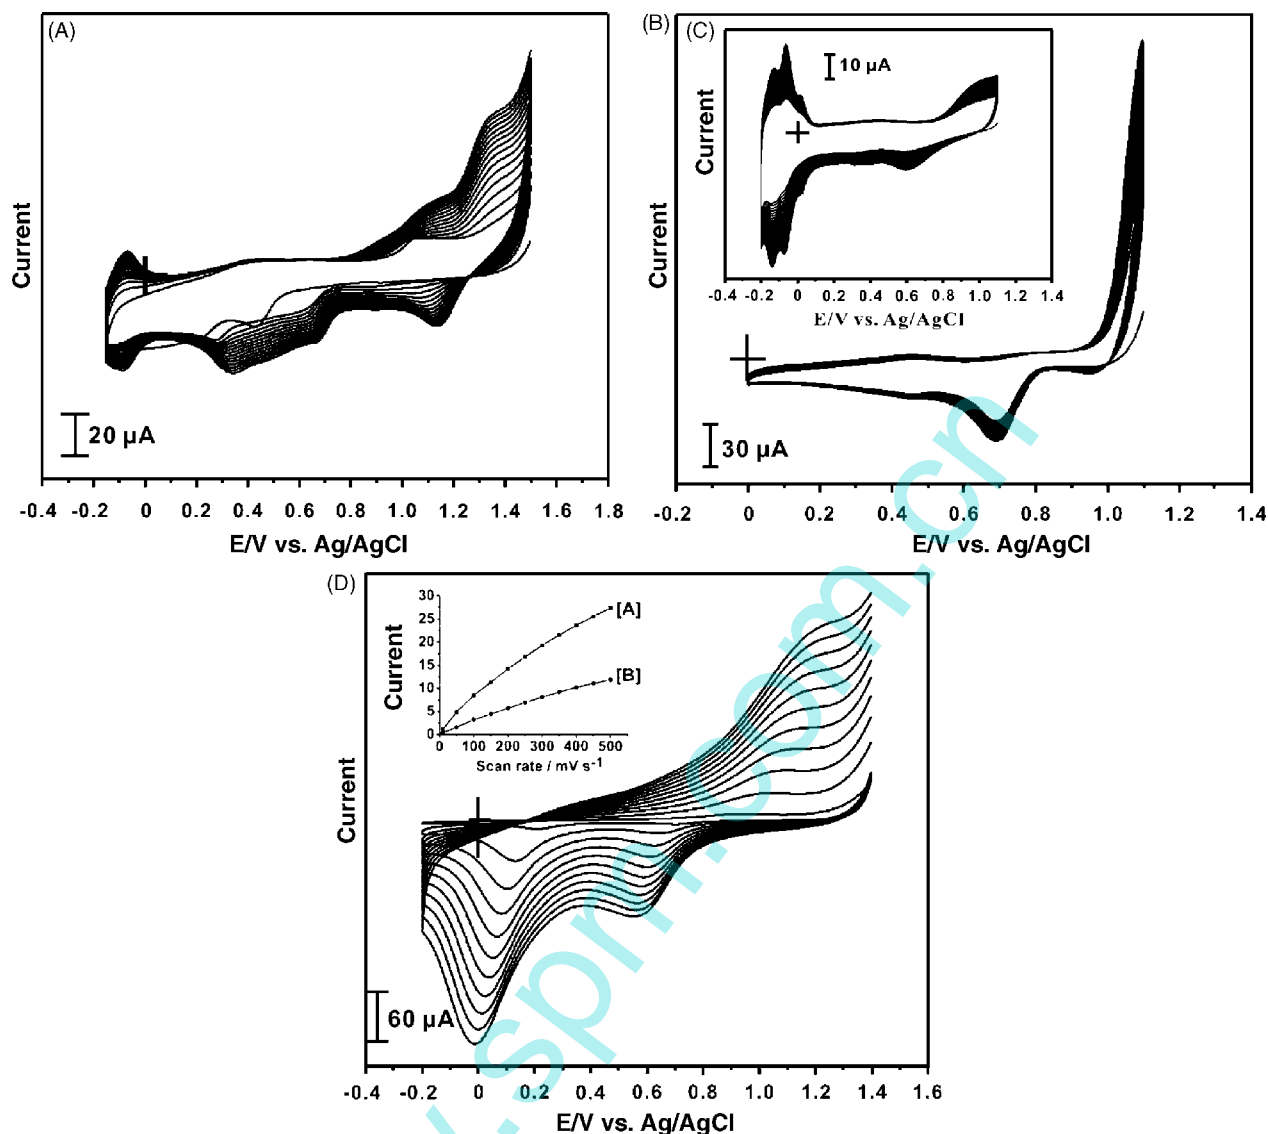 (A)
Current
20 µA
-0.4 -0.2 0 0.2 0.4 0.6 0.8 1.0 1.2 1.4 1.6 1.8
E/V vs. Ag/AgCl
(B)
(C)
Current
10 µA
-0.4 -0.2 0 0.2 0.4 0.6 0.8 1.0 1.2 1.4
E/V vs. Ag/AgCl
Current
30 µA
-0.2 0 0.2 0.4 0.6 0.8 1.0 1.2 1.4
E/V vs. Ag/AgCl
(D)
Current
30
25
20
15
10
5
0
[A]
[B]
0 100 200 300 400 500
Scan rate / mV s-1
Current
60 µA
-0.4 -0.2 0 0.2 0.4 0.6 0.8 1.0 1.2 1.4 1.6
E/V vs. Ag/AgCl
.spm.com.cn